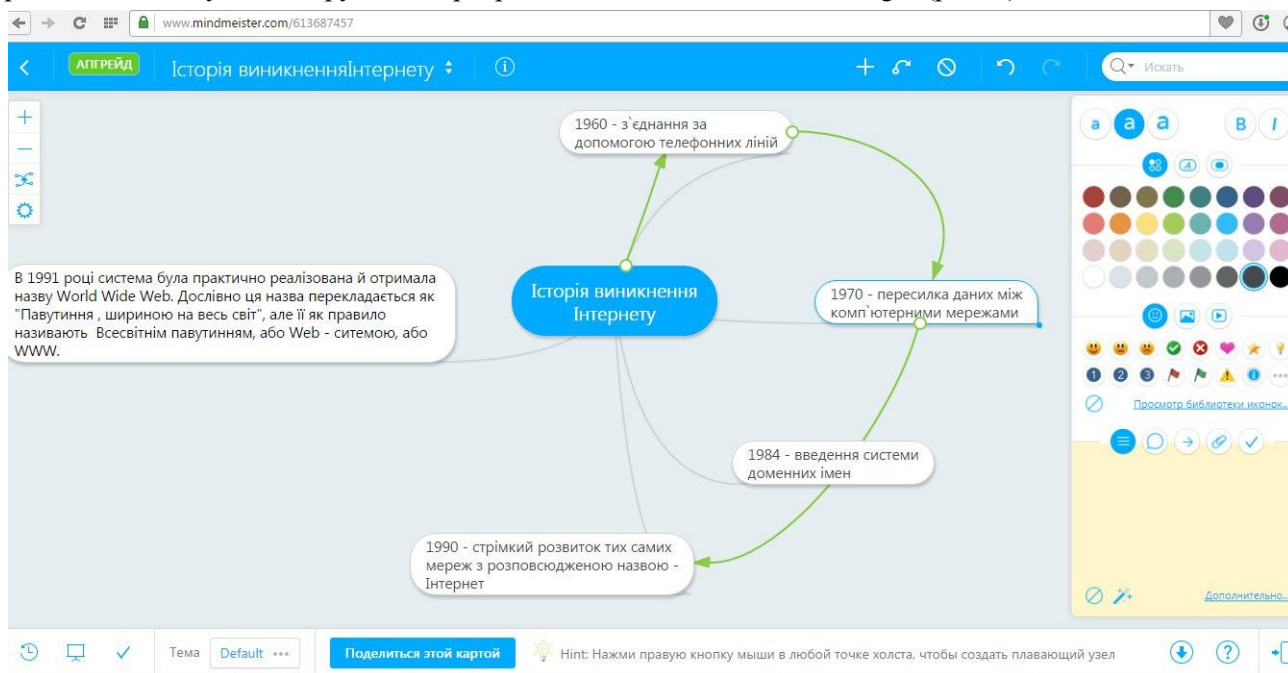 www.mindmeister.com/613687457
АПГРЕЙД
Історія виникненняІнтернету
Искать
1960 - з`єднання за
допомогою телефонних ліній
В 1991 році система була практично реалізована й отримала
назву World Wide Web. Дослівно ця назва перекладається як
"Павутиння , шириною на весь світ", але її як правило
називають Всесвітнім павутинням, або Web - ситемою, або
WWW.
Історія виникнення
Інтернету
1970 - пересилка даних між
комп`ютерними мережами
1984 - введення системи
доменних імен
1990 - стрімкий розвиток тих самих
мереж з розповсюдженою назвою -
Інтернет
a a a B I
1 2 3
Просмотр библиотеки иконок...
Дополнительно...
Тема
Default
Поделиться этой картой
Hint: Нажми правую кнопку мыши в любой точке холста, чтобы создать плавающий узел